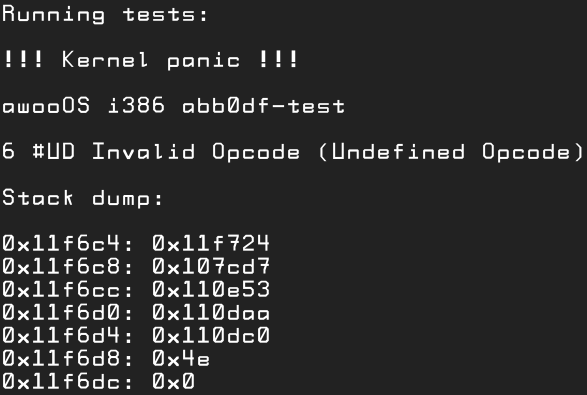 Running tests:
!!! Kernel panic !!!
awooOS i386 abb0df-test
6 #UD Invalid Opcode (Undefined Opcode)
Stack dump:
0x11f6c4: 0x11f724
0x11f6c8: 0x107cd7
0x11f6cc: 0x110e53
0x11f6d0: 0x110daa
0x11f6d4: 0x110dc0
0x11f6d8: 0x4e
0x11f6dc: 0x0